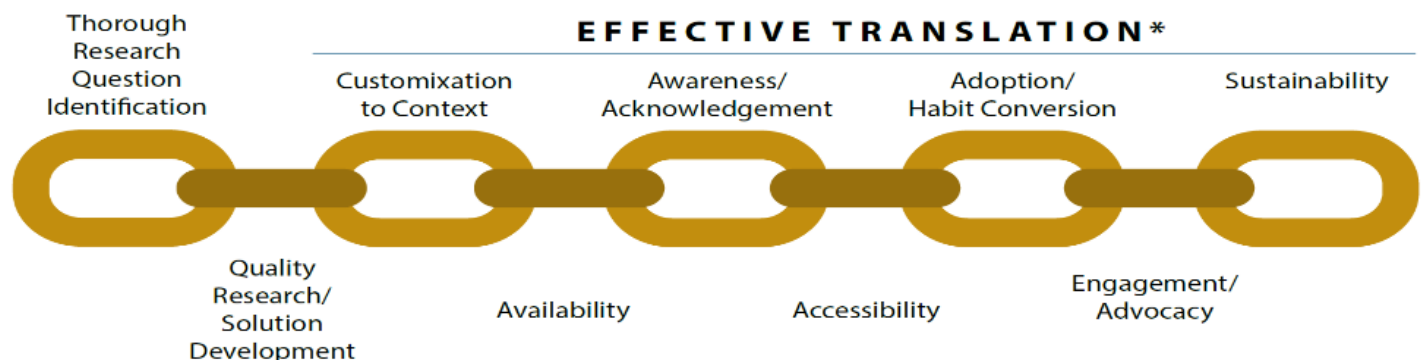 Thorough
Research
Question
Identification
EFFECTIVE TRANSLATION*
Customixation
to Context
Awareness/
Acknowledgement
Adoption/
Habit Conversion
Sustainability
Quality
Research/
Solution
Development
Availability
Accessibility
Engagement/
Advocacy